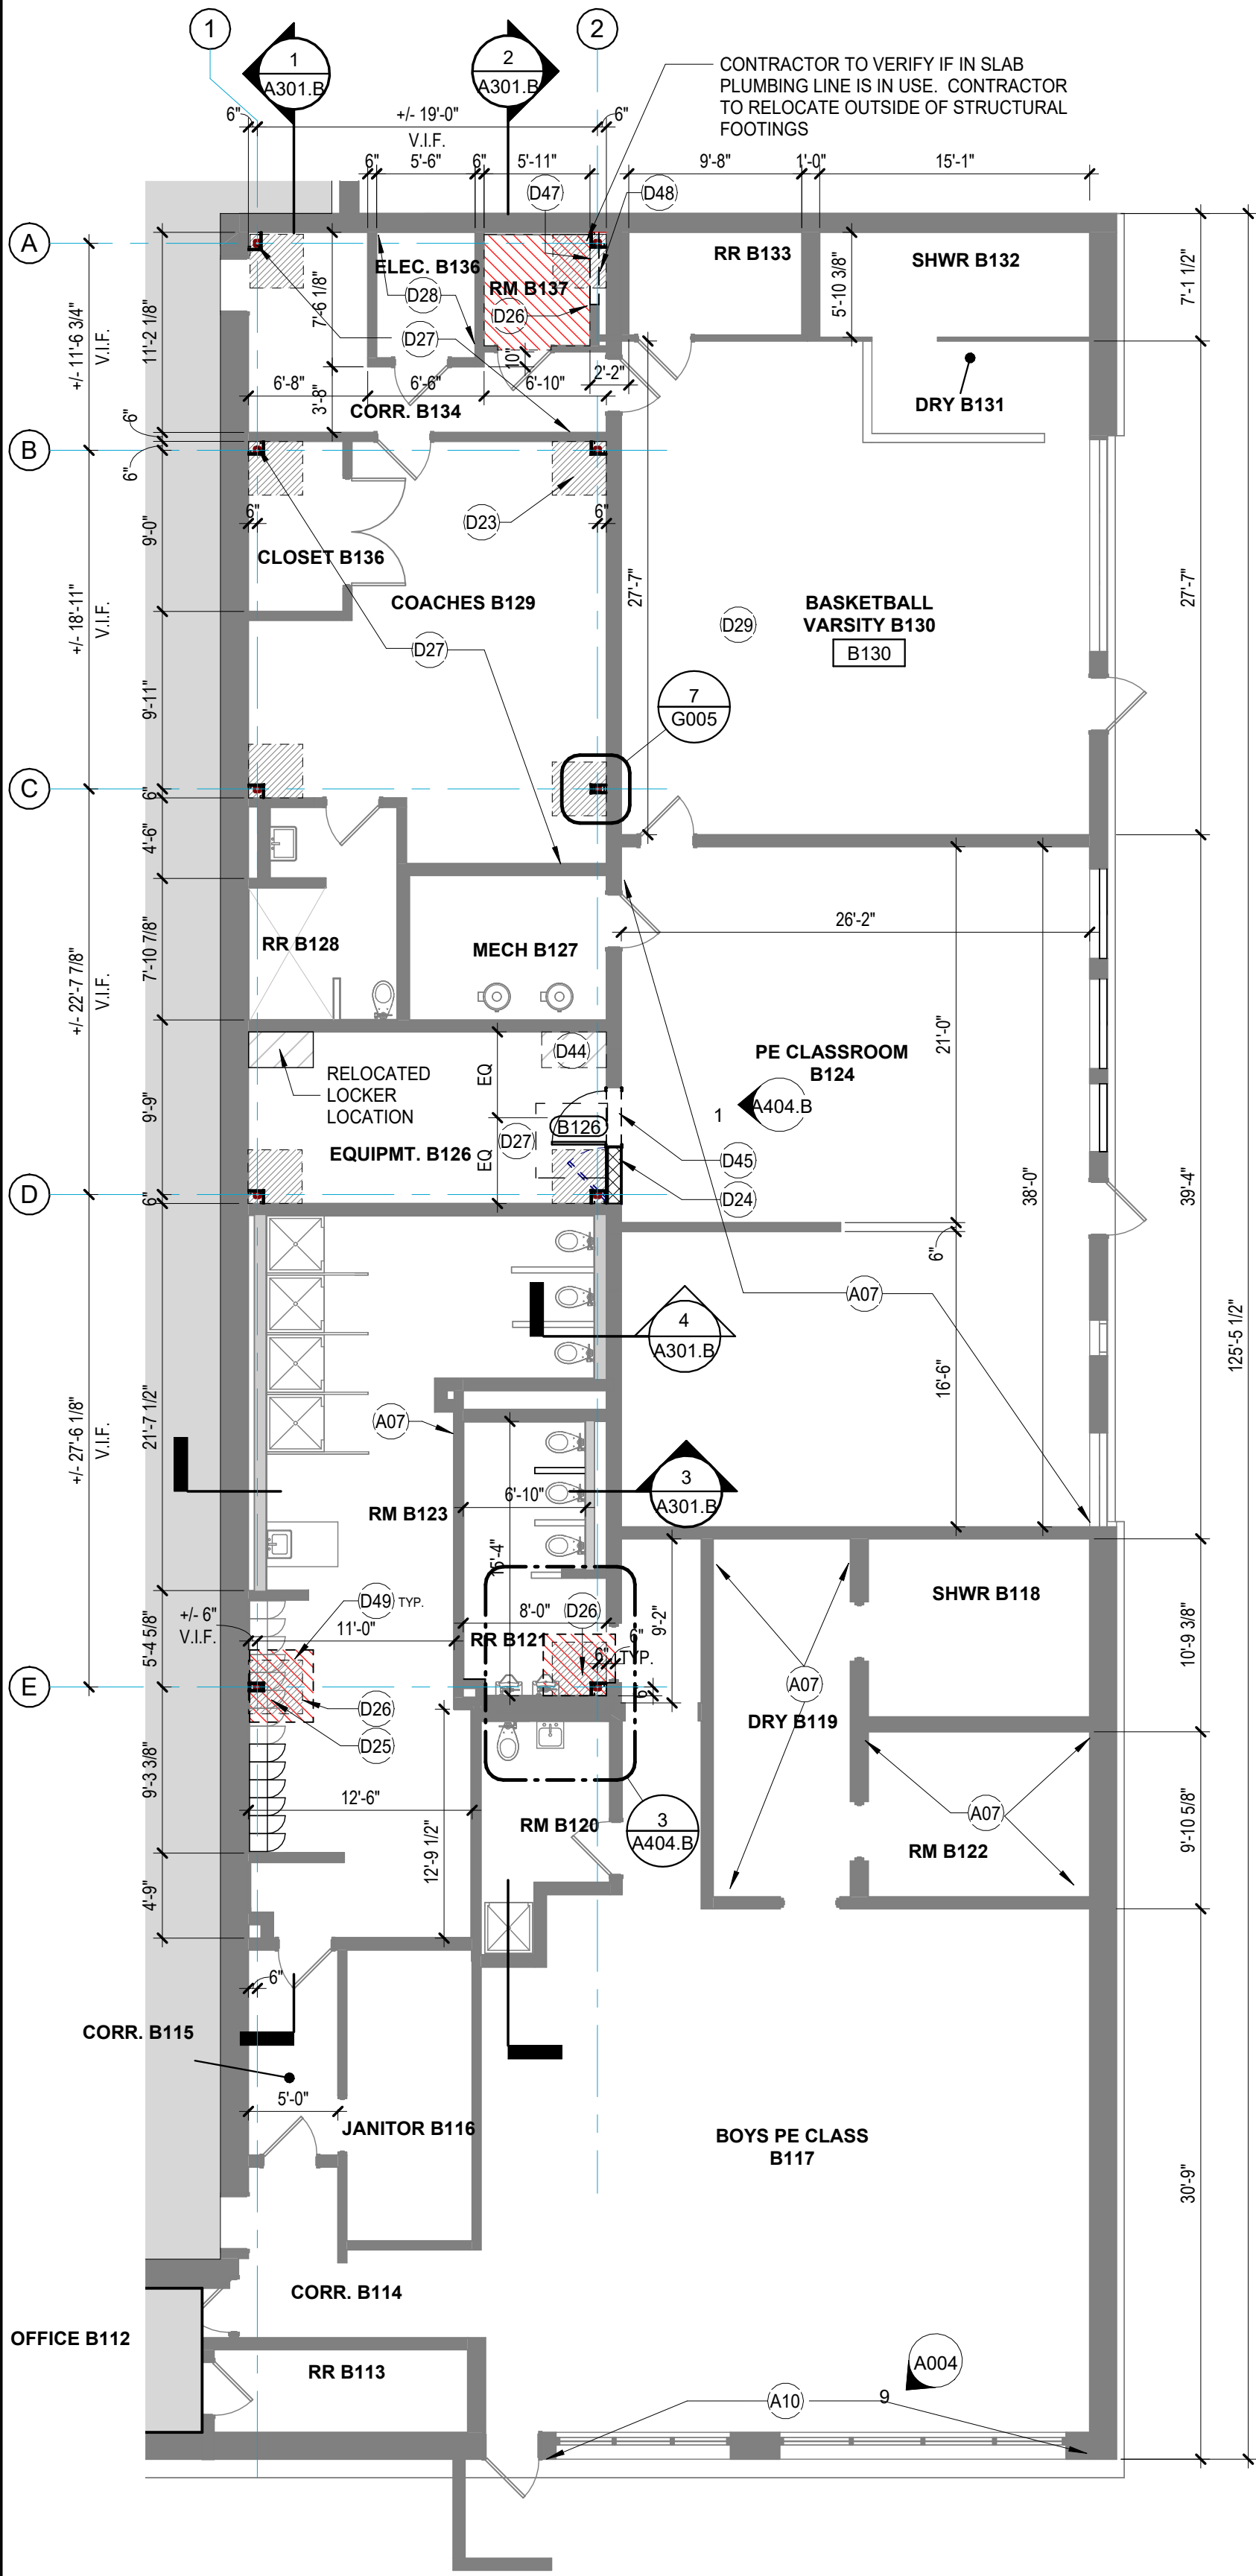 1
2
1
A301.B
2
A301.B
CONTRACTOR TO VERIFY IF IN SLAB
PLUMBING LINE IS IN USE.  CONTRACTOR
TO RELOCATE OUTSIDE OF STRUCTURAL
FOOTINGS
6"
+/- 19'-0"
V.I.F.
6"
6"
5'-6"
6"
5'-11"
9'-8"
1'-0"
15'-1"
D47
D48
A
ELEC. B136
RM B137
RR B133
SHWR B132
D28
D26
D27
7'-6 1/8"
5'-10 3/8"
7'-1 1/2"
+/- 11'-6 3/4"
V.I.F.
11'-2 1/8"
10"
2'-2"
6'-8"
6'-6"
6'-10"
3'-8"
CORR. B134
DRY B131
6"
B
6"
6"
6"
D23
9'-0"
CLOSET B136
COACHES B129
27'-7"
D29
BASKETBALL
VARSITY B130
B130
27'-7"
+/- 18'-11"
V.I.F.
D27
9'-11"
7
G005
C
6"
4'-6"
7'-10 7/8"
RR B128
MECH B127
26'-2"
+/- 22'-7 7/8"
V.I.F.
21'-0"
PE CLASSROOM
B124
D44
EQ
RELOCATED
LOCKER
LOCATION
9'-9"
B126
D27
EQ
EQUIPMT. B126
1
A404.B
D45
D24
38'-0"
39'-4"
D
6"
6"
A07
4
A301.B
125'-5 1/2"
16'-6"
21'-7 1/2"
+/- 27'-6 1/8"
V.I.F.
A07
3
A301.B
6'-10"
RM B123
15'-4"
SHWR B118
D49 TYP.
+/- 6"
V.I.F.
11'-0"
8'-0"
D26
9'-2"
RR B121
6"
6"
TYP.
6"
5'-4 5/8"
10'-9 3/8"
E
A07
DRY B119
D26
D25
9'-3 3/8"
12'-6"
RM B120
3
A404.B
A07
RM B122
9'-10 5/8"
12'-9 1/2"
4'-9"
6"
CORR. B115
5'-0"
JANITOR B116
BOYS PE CLASS
B117
30'-9"
CORR. B114
OFFICE B112
RR B113
A004
9
A10